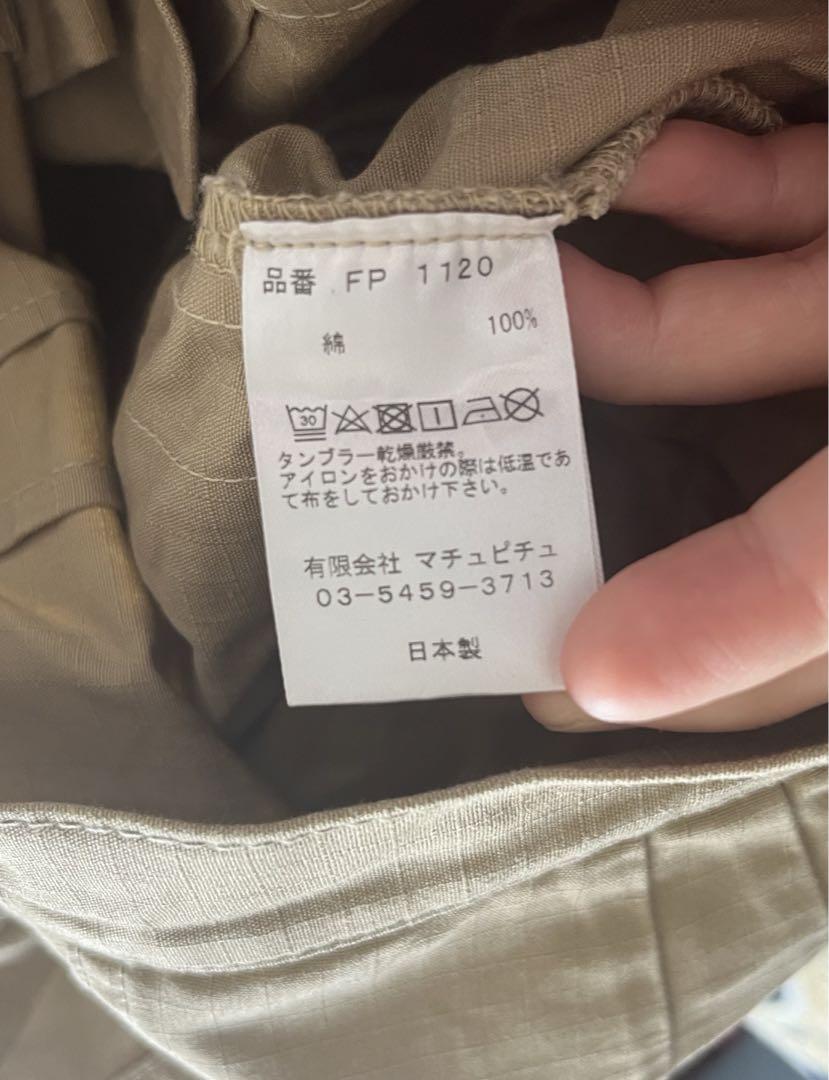 品番 FP 1120
綿 100%
30
タンブラー乾燥厳禁。
アイロンをおかけの際は低温であ
て布をしておかけ下さい。
有限会社 マチュピチュ
03-5459-3713
日本製